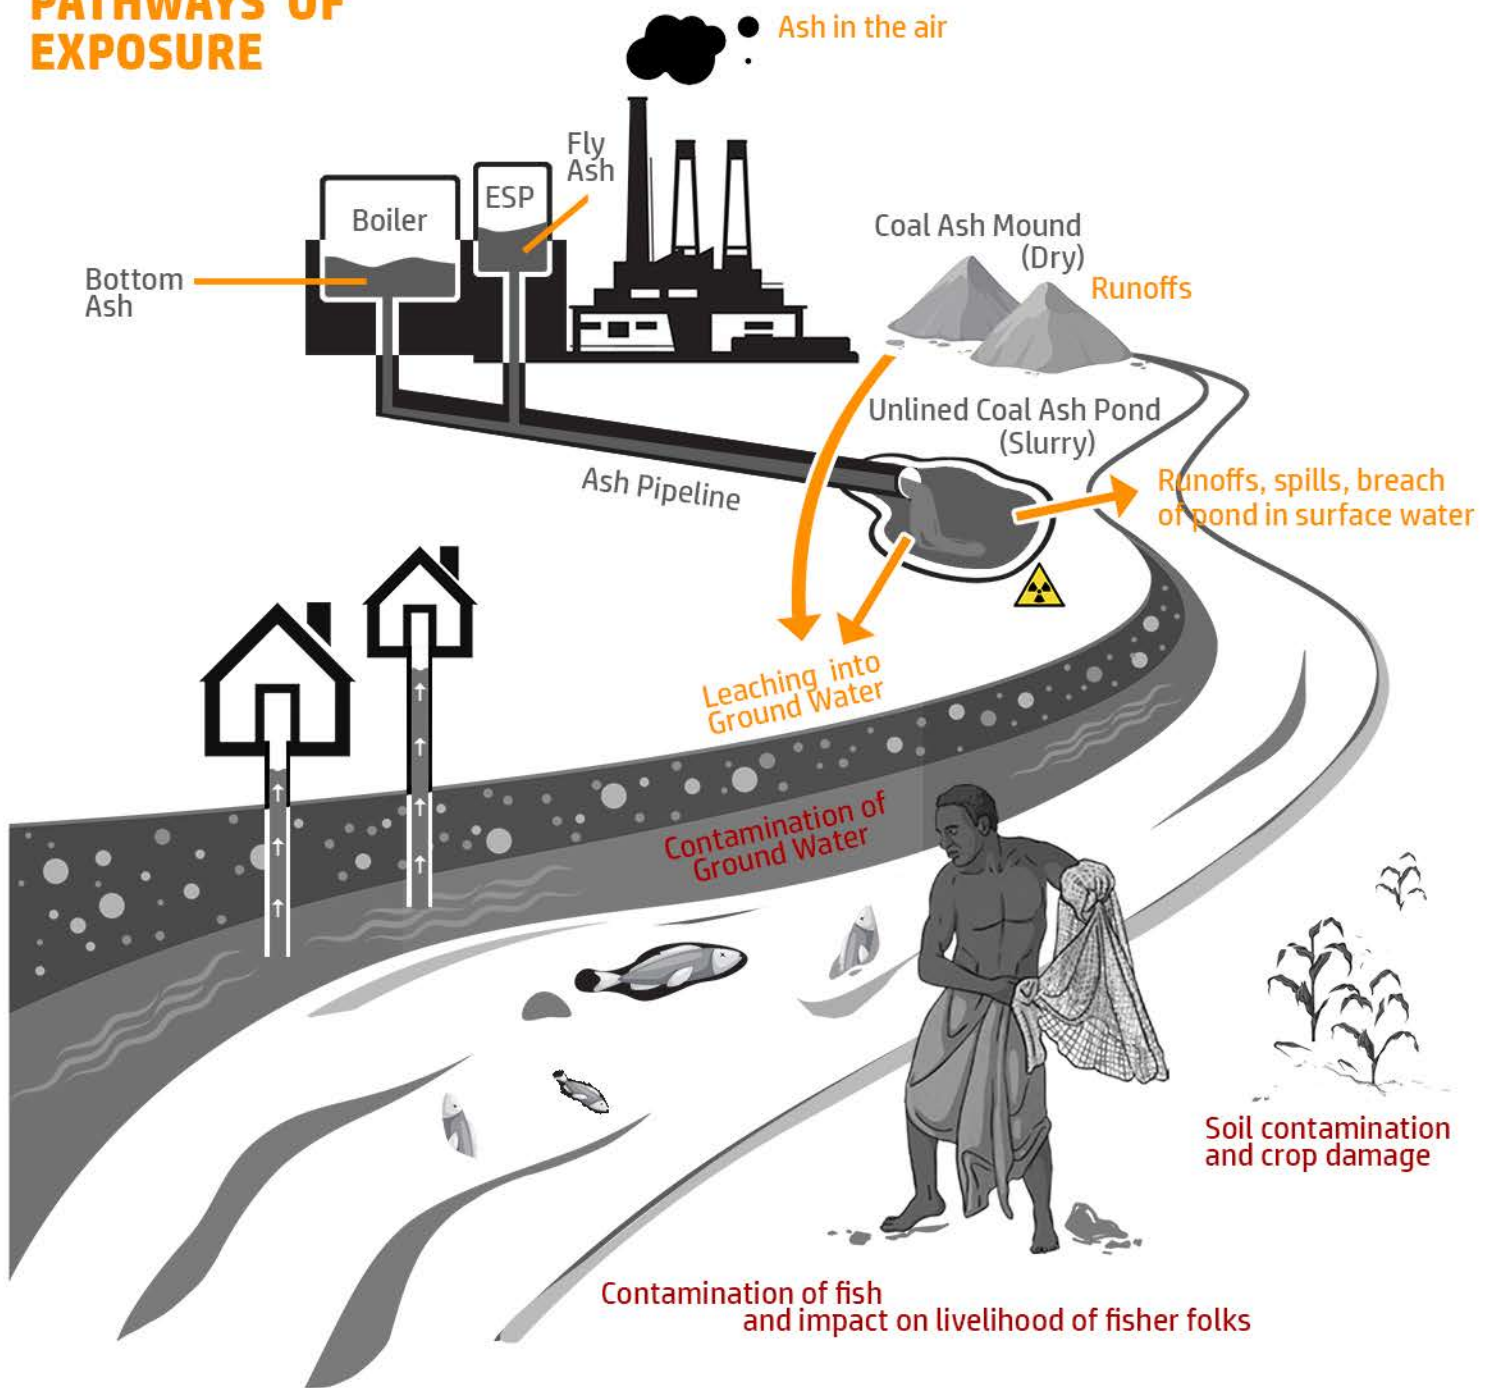 PATHWAYS OF
EXPOSURE
Ash in the air
Fly
Ash
ESP
Boiler
Bottom
Ash
Coal Ash Mound
(Dry)
Runoffs
Unlined Coal Ash Pond
(Slurry)
Ash Pipeline
Runoffs, spills, breach
of pond in surface water
Leaching into
Ground Water
Contamination of
Ground Water
Soil contamination
and crop damage
Contamination of fish
and impact on livelihood of fisher folks